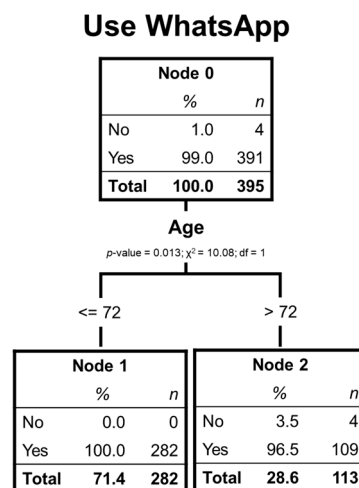 Use WhatsApp
Node 0
% n
No 1.0 4
Yes 99.0 391
Total 100.0 395
Age
p-value = 0.013; χ² = 10.08; df = 1
<= 72
> 72
Node 1
% n
No 0.0 0
Yes 100.0 282
Total 71.4 282
Node 2
% n
No 3.5 4
Yes 96.5 109
Total 28.6 113